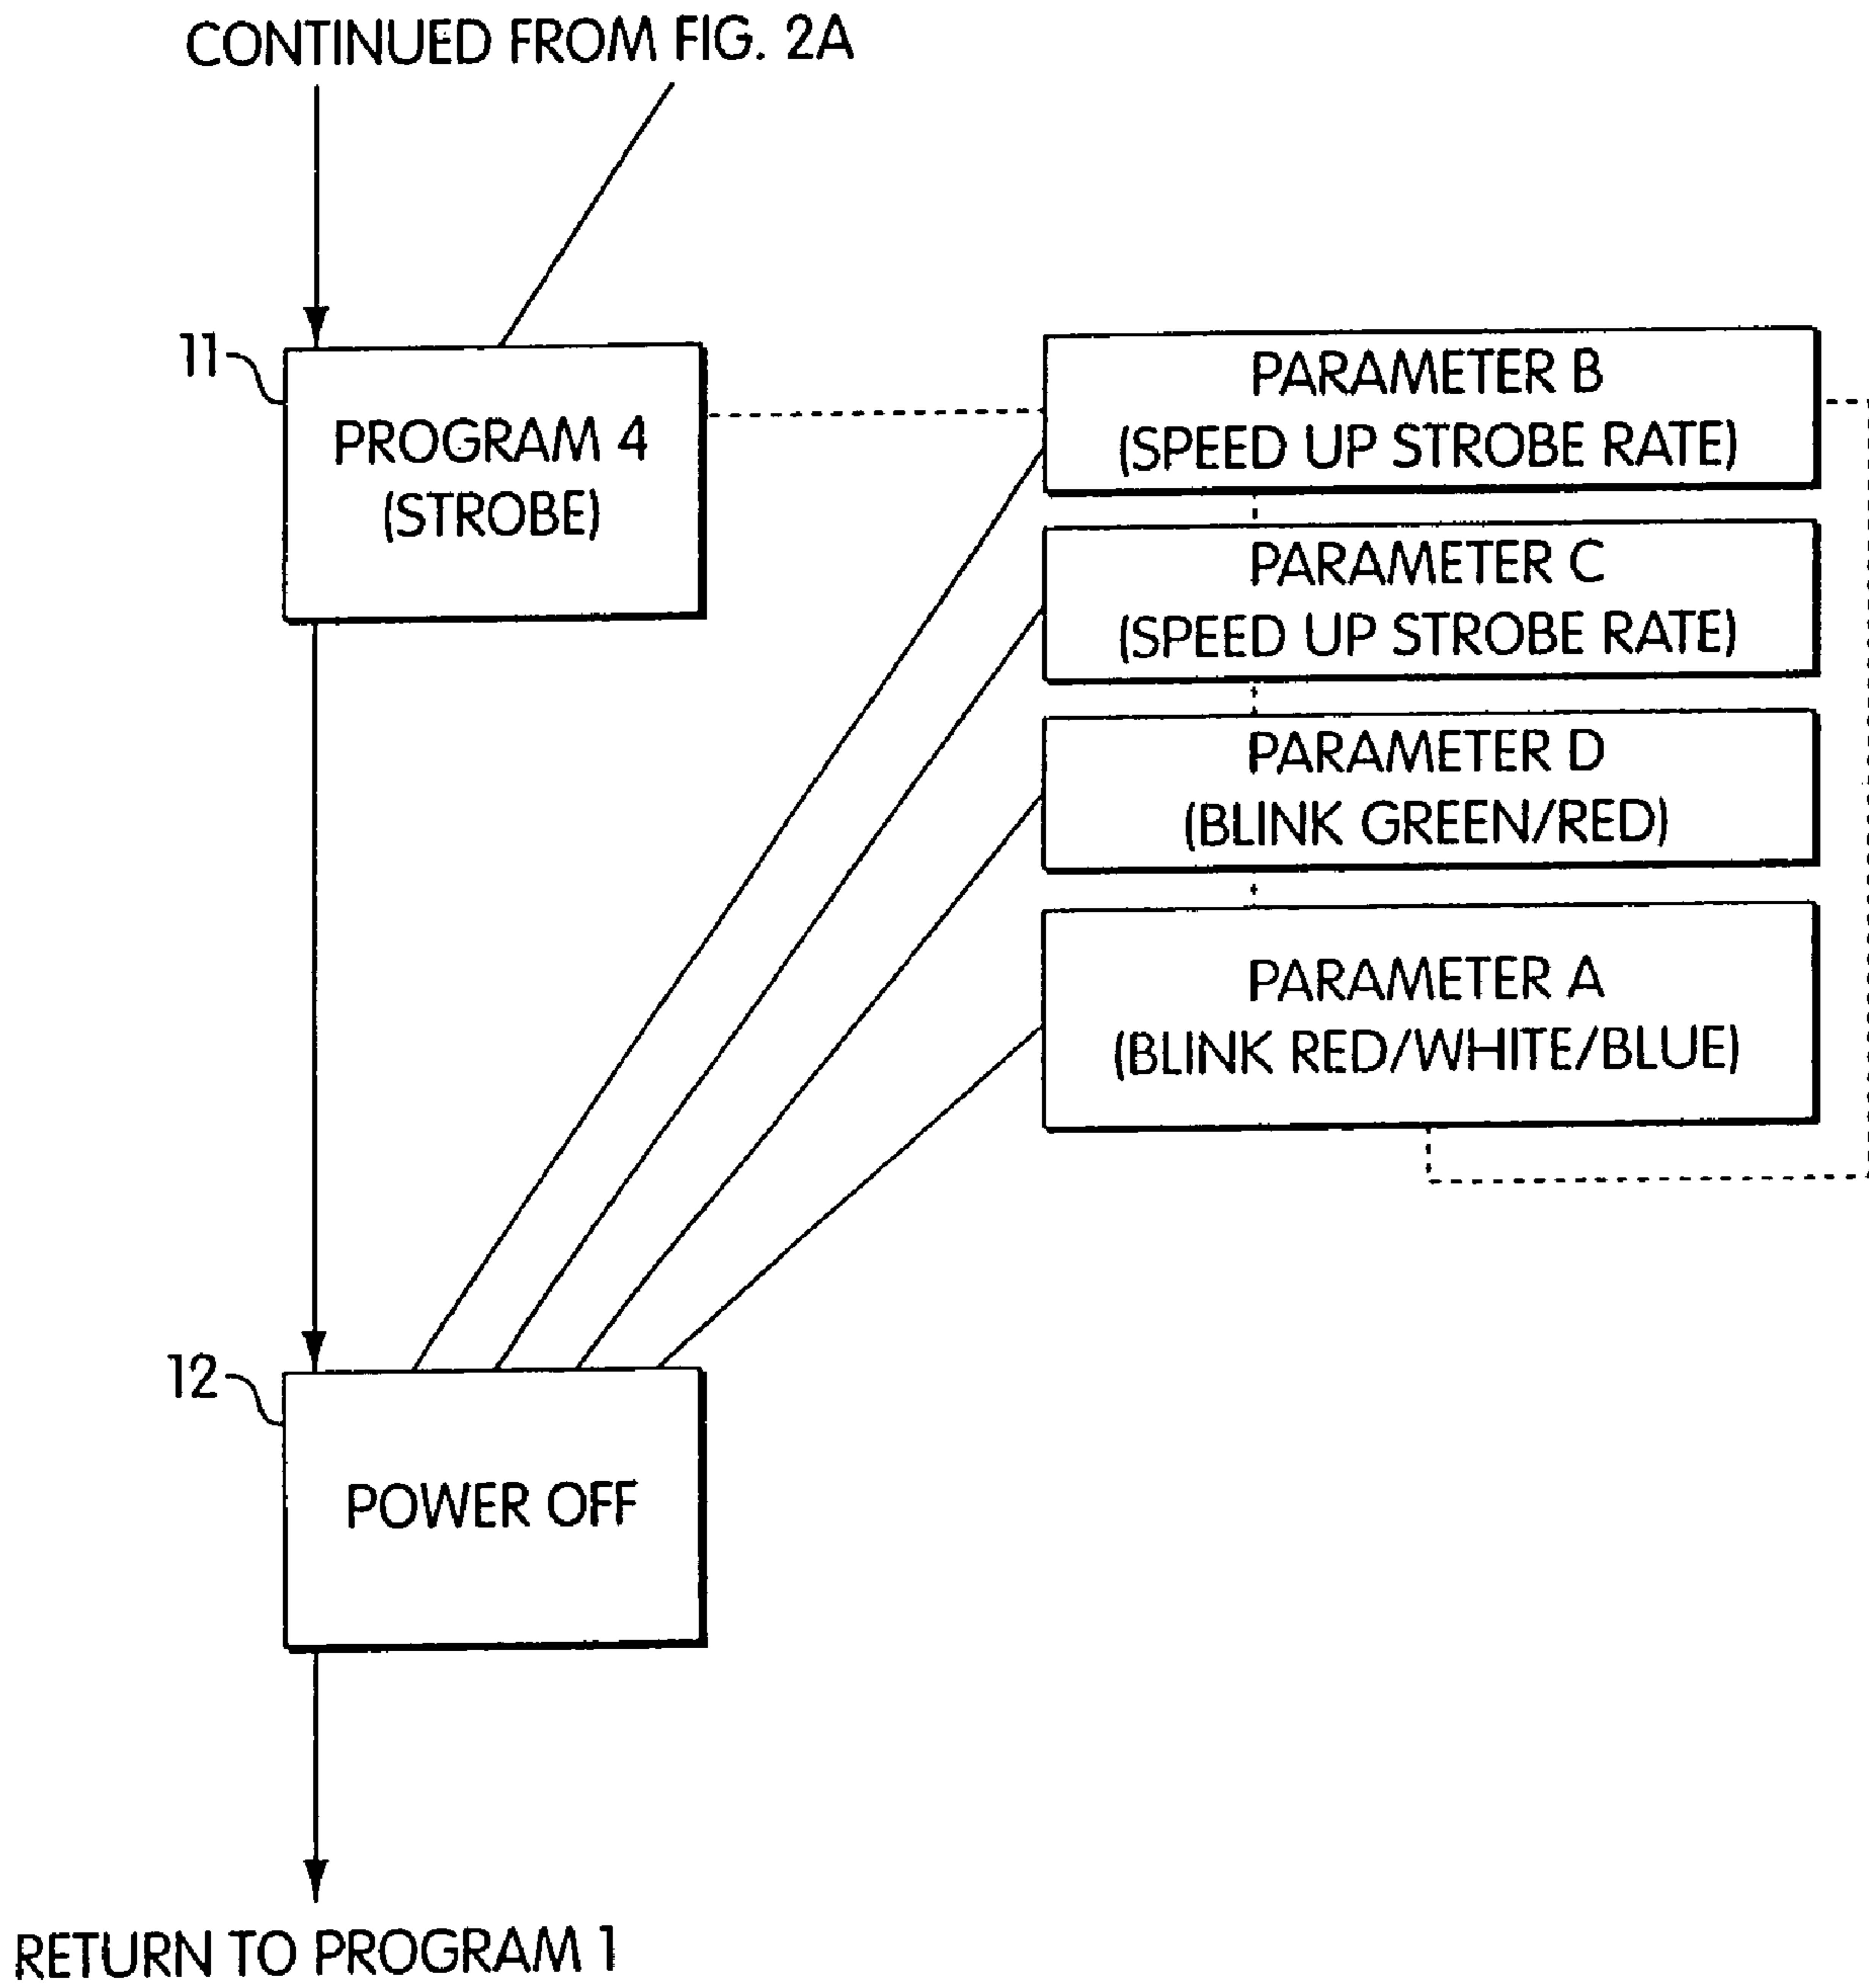 CONTINUED FROM FIG. 2A
11
PROGRAM 4
(STROBE)
PARAMETER B
(SPEED UP STROBE RATE)
PARAMETER C
(SPEED UP STROBE RATE)
PARAMETER D
(BLINK GREEN/RED)
PARAMETER A
(BLINK RED/WHITE/BLUE)
12
POWER OFF
RETURN TO PROGRAM 1